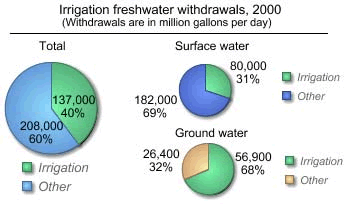 Irrigation freshwater withdrawals, 2000
(Withdrawals are in million gallons per day)
Total
137,000
40%
208,000
60%
Irrigation
Other
Surface water
80,000
31%
182,000
69%
Irrigation
Other
Ground water
26,400
32%
56,900
68%
Irrigation
Other